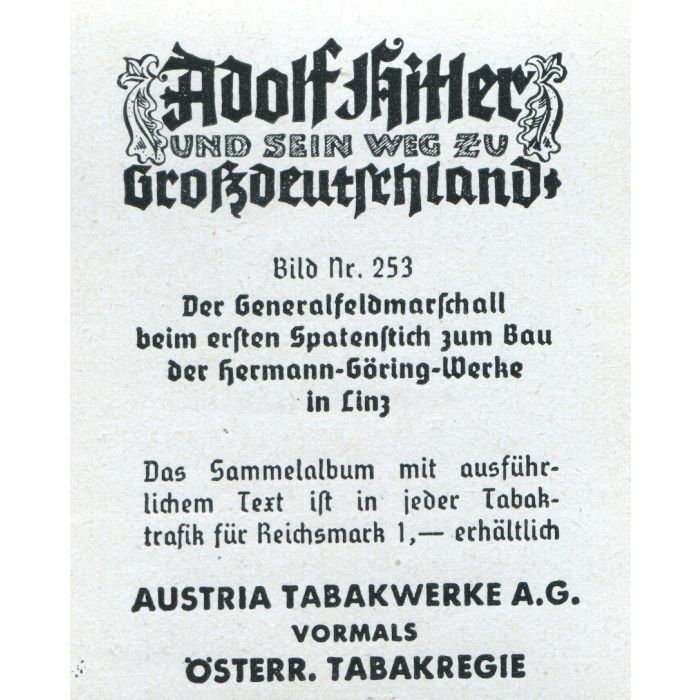 Adolf Hitler
UND SEIN WEG ZU
Großdeutschland
Bild Nr. 253
Der Generalfeldmarschall
beim ersten Spatenstich zum Bau
der Hermann-Göring-Werke
in Linz
Das Sammelalbum mit ausführ-
lichem Text ist in jeder Tabak-
trafik für Reichsmark 1,— erhältlich
AUSTRIA TABAKWERKE A.G.
VORMALS
ÖSTERR. TABAKREGIE